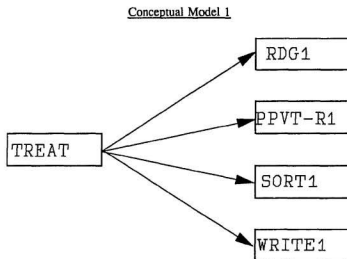 Conceptual Model 1
RDG1
PPVT-R1
TREAT
SORT1
WRITE1